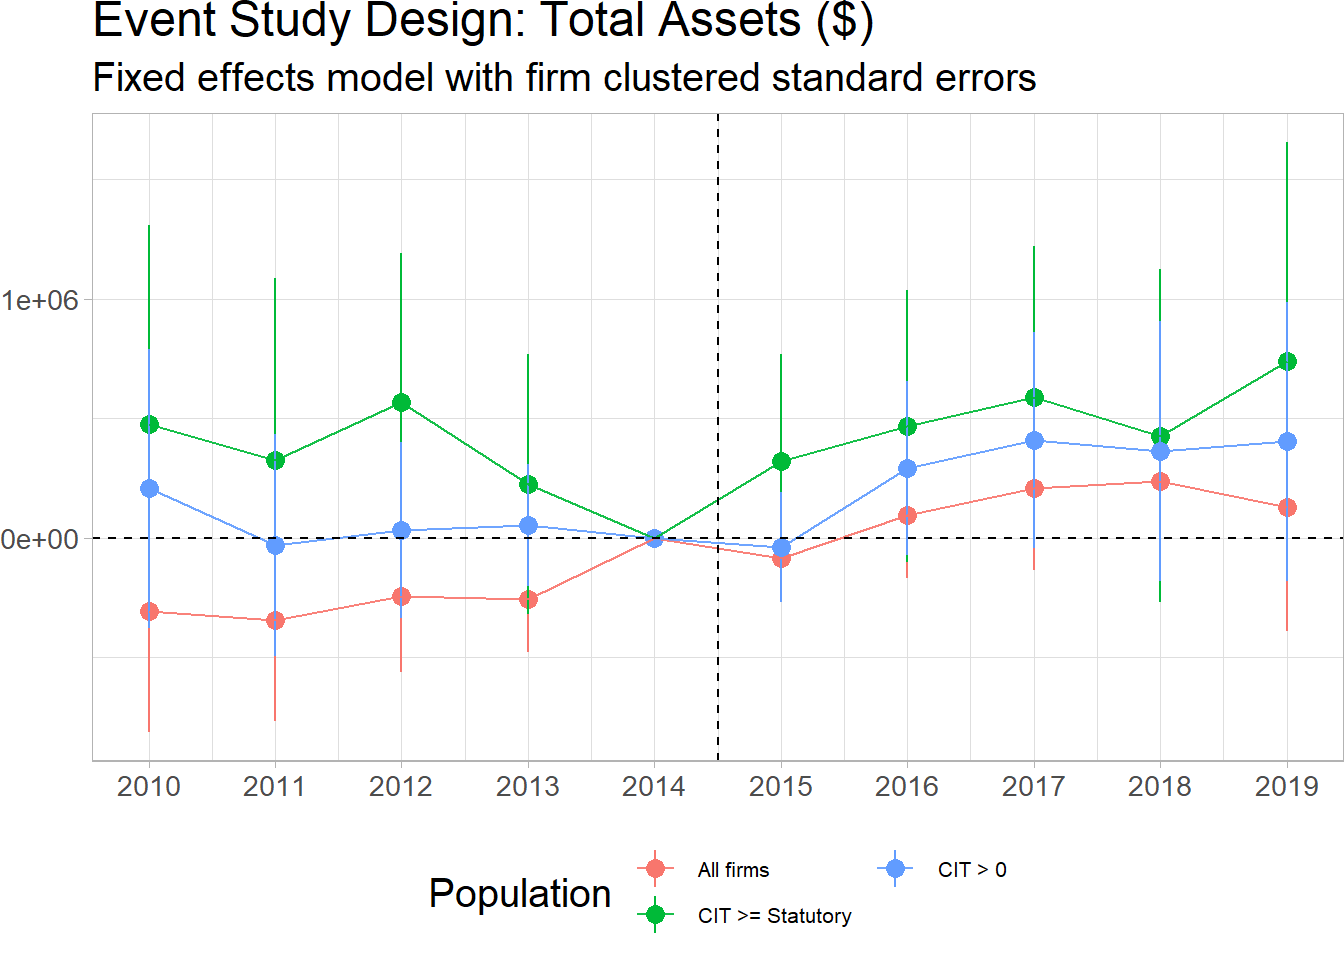 Event Study Design: Total Assets ($)
Fixed effects model with firm clustered standard errors
1e+06
0e+00
2010 2011 2012 2013 2014 2015 2016 2017 2018 2019
Population
All firms
CIT > 0
CIT >= Statutory